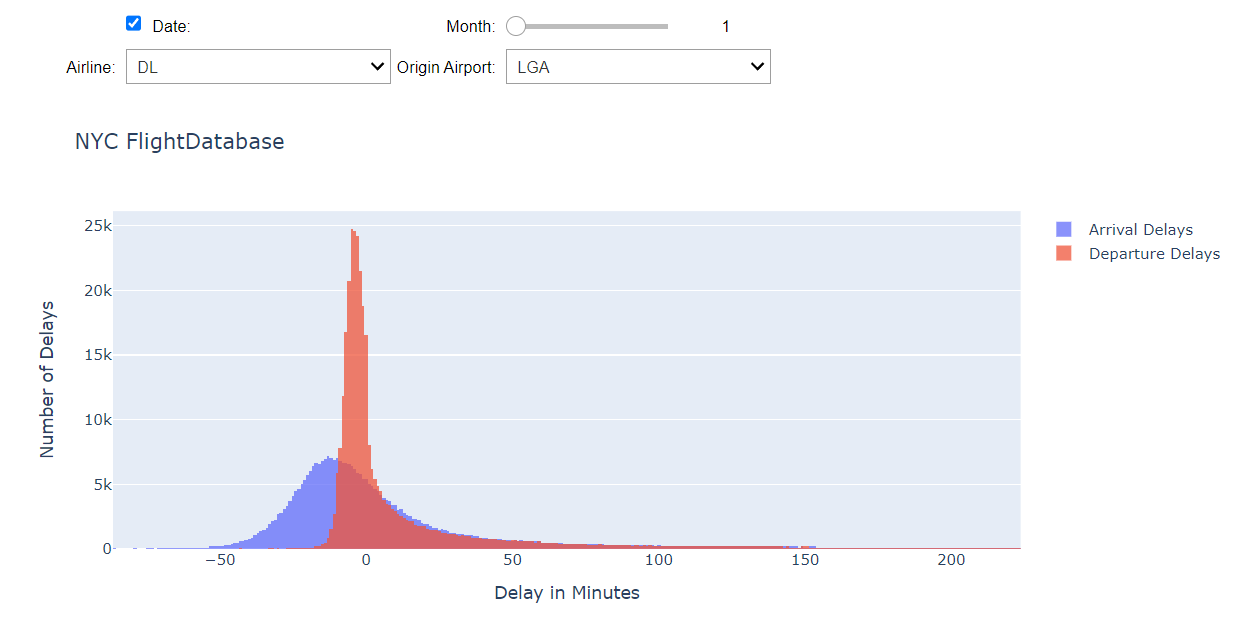 Date: Month: 1
Airline: DL Origin Airport: LGA
NYC FlightDatabase
25k
20k
15k
10k
5k
0
Number of Delays
−50 0 50 100 150 200
Delay in Minutes
Arrival Delays
Departure Delays